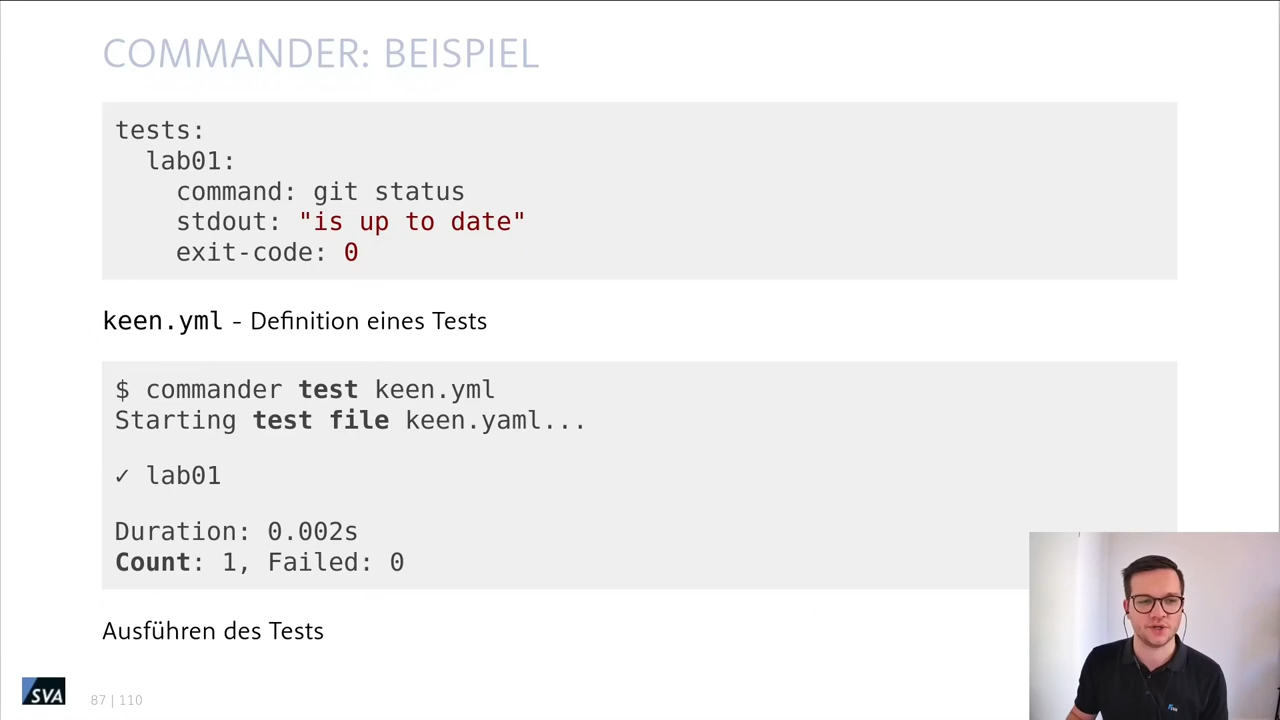 COMMANDER: BEISPIEL
tests:
  lab01:
    command: git status
    stdout: "is up to date"
    exit-code: 0
keen.yml - Definition eines Tests
$ commander test keen.yml
Starting test file keen.yaml...
✓ lab01
Duration: 0.002s
Count: 1, Failed: 0
Ausführen des Tests
SVA
87 | 110